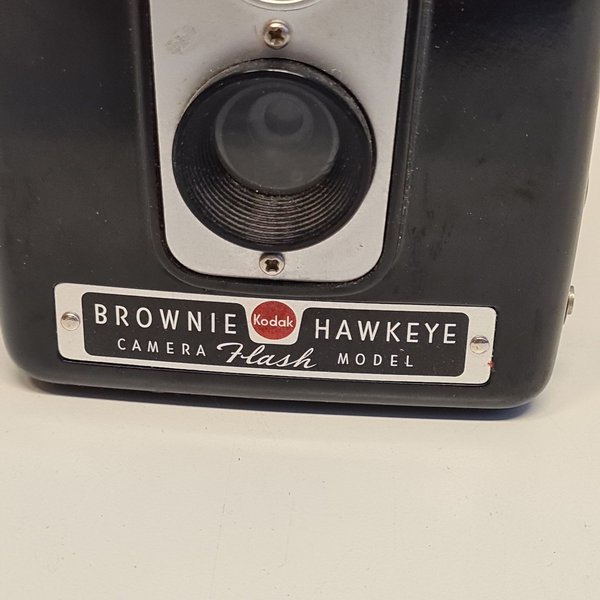 BROWNIE Kodak HAWKEYE
CAMERA Flash MODEL